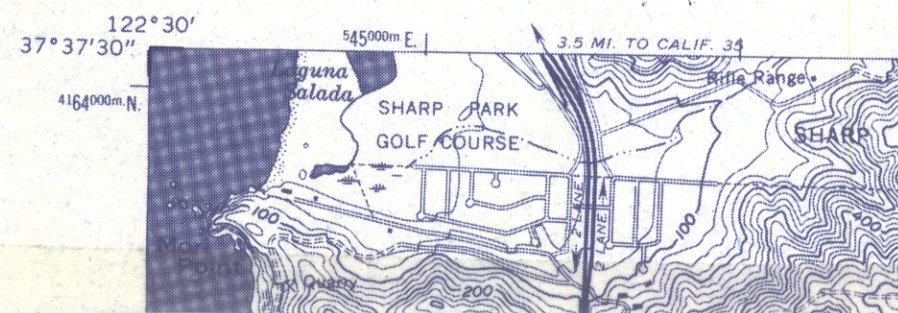 122°30'
37°37'30"
545000m.E.
3.5 MI. TO CALIF. 35
4164000m.N.
Laguna
Salada
Rifle Range
SHARP PARK
GOLF COURSE
SHARP
100
2 LANE
2 LANE
100
400
Mori
Point
Quarry
200